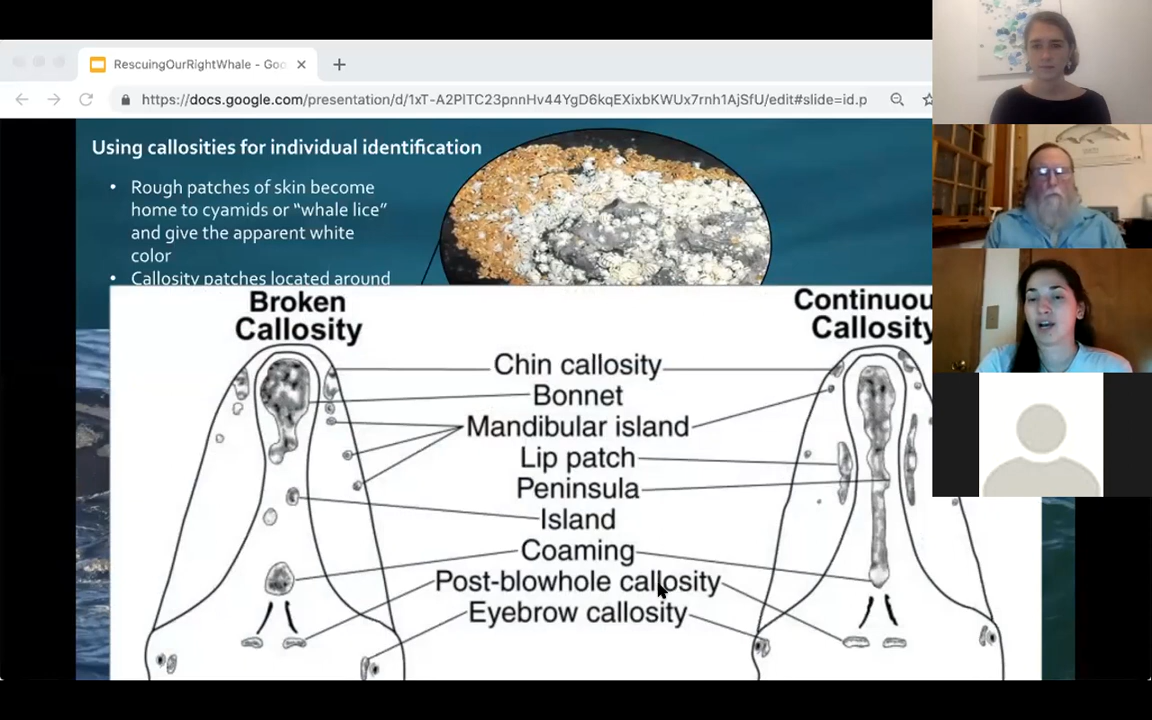 RescuingOurRightWhale - Goo
https://docs.google.com/presentation/d/1xT-A2PITC23pnnHv44YgD6kqEXixbKWUx7rnh1AjSfU/edit#slide=id.p
Using callosities for individual identification
• Rough patches of skin become
home to cyamids or “whale lice”
and give the apparent white
color
• Callosity patches located around
Broken
Callosity
Continuou
Callosity
Chin callosity
Bonnet
Mandibular island
Lip patch
Peninsula
Island
Coaming
Post-blowhole callosity
Eyebrow callosity